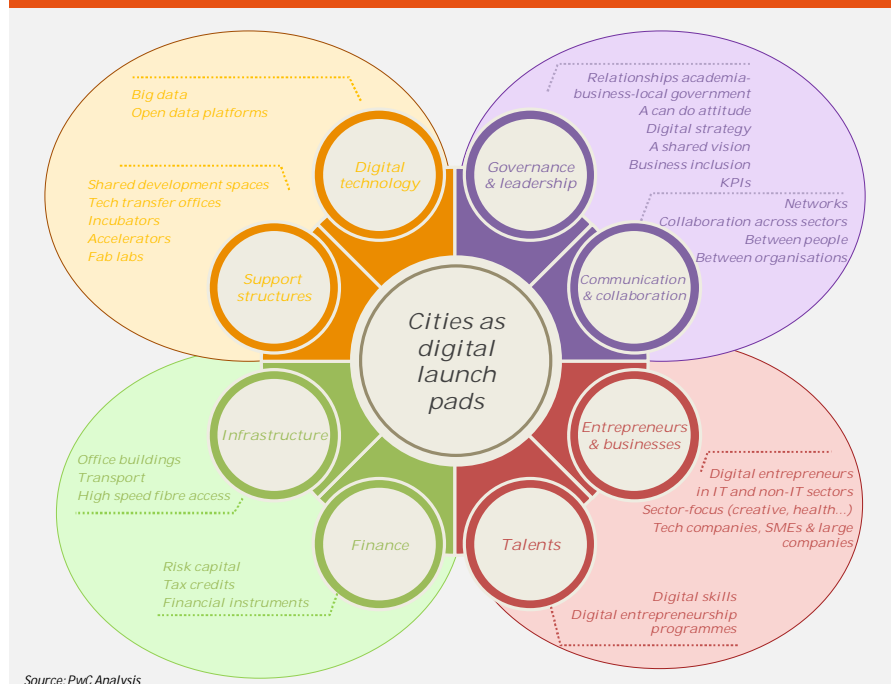 Big data
Open data platforms
Digital
technology
Shared development spaces
Tech transfer offices
Incubators
Accelerators
Fab labs
Support
structures
Relationships academia-
business-local government
A can do attitude
Digital strategy
A shared vision
Business inclusion
KPIs
Governance
& leadership
Networks
Collaboration across sectors
Between people
Between organisations
Communication
& collaboration
Cities as
digital
launch
pads
Infrastructure
Office buildings
Transport
High speed fibre access
Finance
Risk capital
Tax credits
Financial instruments
Entrepreneurs
& businesses
Digital entrepreneurs
in IT and non-IT sectors
Sector-focus (creative, health...)
Tech companies, SMEs & large
companies
Talents
Digital skills
Digital entrepreneurship
programmes
Source: PwC Analysis